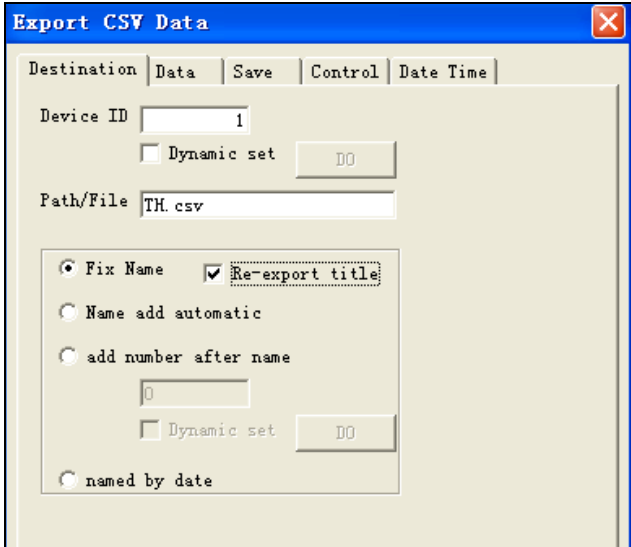 Export CSV Data
Destination Data Save Control Date Time
Device ID 1
Dynamic set DO
Path/File TH.csv
Fix Name Re-export title
Name add automatic
add number after name
0
Dynamic set DO
named by date